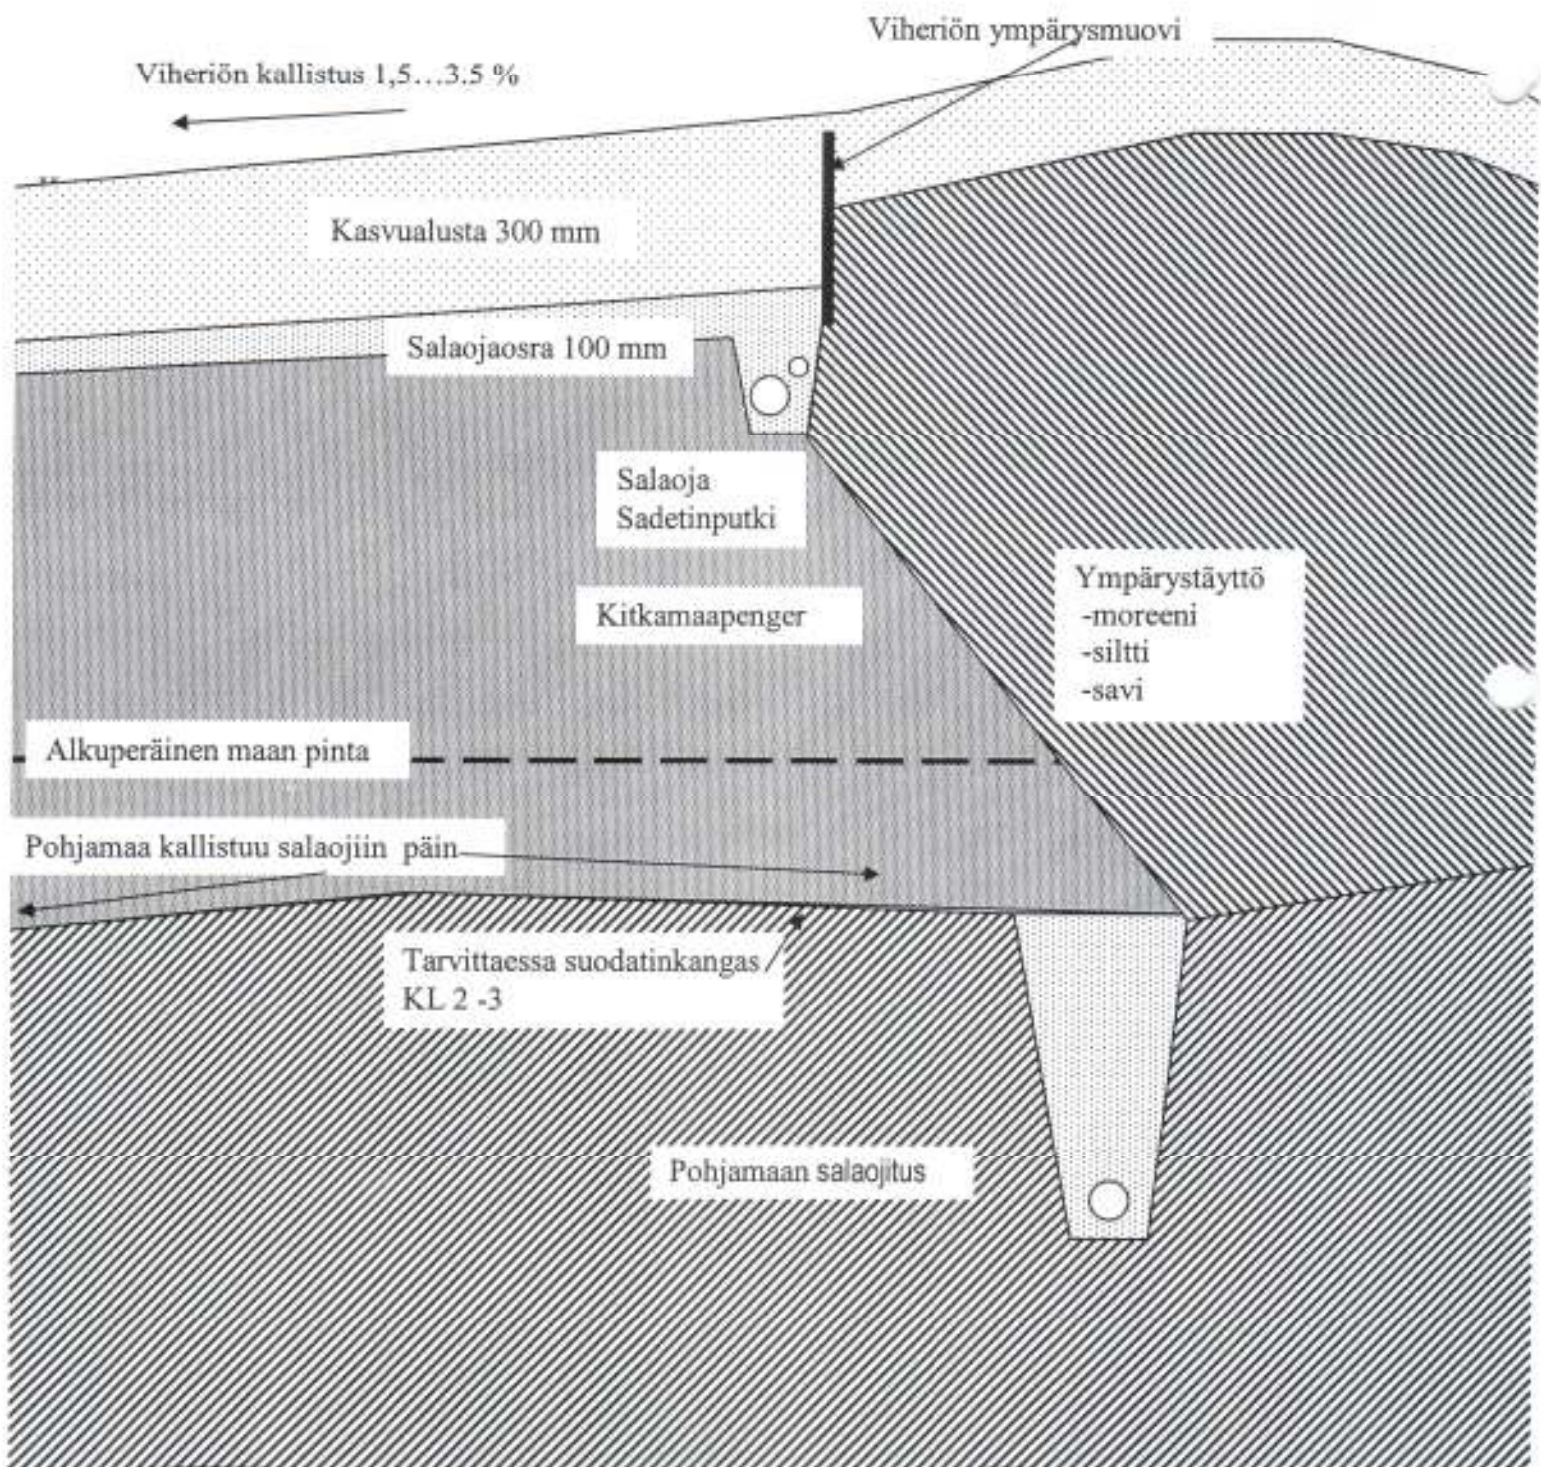 Viheriön ympärysmuovi
Viheriön kallistus 1,5…3.5 %
Kasvualusta 300 mm
Salaojaosra 100 mm
Salaoja
Sadetinputki
Kitkamaapenger
Ympärystäyttö
-moreeni
-siltti
-savi
Alkuperäinen maan pinta
Pohjamaa kallistuu salaojiin päin
Tarvittaessa suodatinkangas
KL 2 -3
Pohjamaan salaojitus